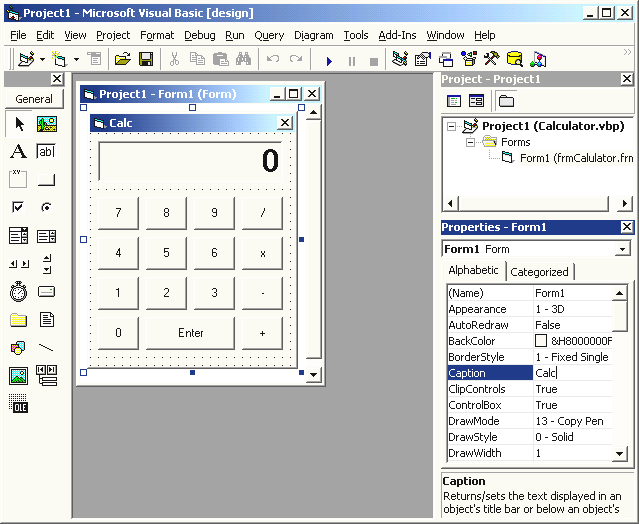 Project1 - Microsoft Visual Basic [design]
File Edit View Project Format Debug Run Query Diagram Tools Add-Ins Window Help
General
A ab
xy
OLE
Project1 - Form1 (Form)
Calc
0
7 8 9 /
4 5 6 x
1 2 3 -
0 Enter +
Project - Project1
Project1 (Calculator.vbp)
Forms
Form1 (frmCalulator.frm
Properties - Form1
Form1 Form
Alphabetic Categorized
(Name) Form1
Appearance 1 - 3D
AutoRedraw False
BackColor &H8000000F
BorderStyle 1 - Fixed Single
Caption Calc
ClipControls True
ControlBox True
DrawMode 13 - Copy Pen
DrawStyle 0 - Solid
DrawWidth 1
Caption
Returns/sets the text displayed in an
object's title bar or below an object's